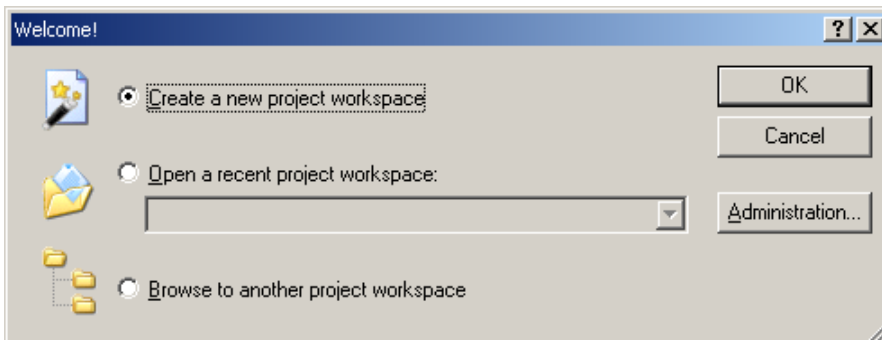 Welcome!
Create a new project workspace
OK
Cancel
Open a recent project workspace:
Administration...
Browse to another project workspace